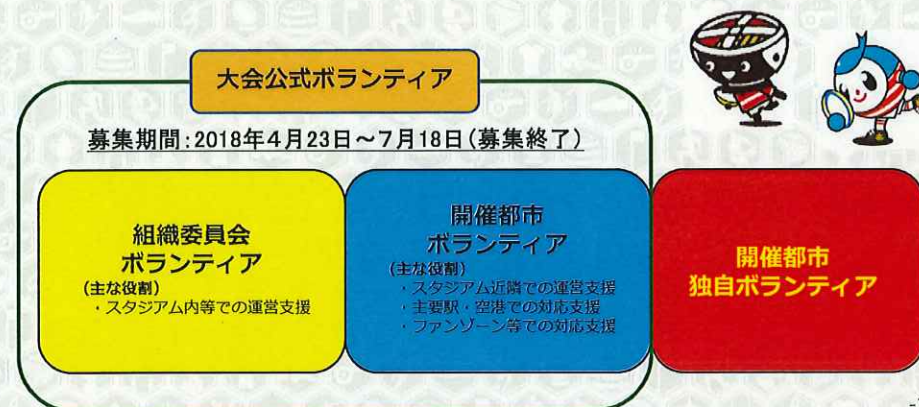 大会公式ボランティア
募集期間:2018年4月23日～7月18日(募集終了)
組織委員会
ボランティア
(主な役割)
・スタジアム内等での運営支援
開催都市
ボランティア
(主な役割)
・スタジアム近隣での運営支援
・主要駅・空港での対応支援
・ファンゾーン等での対応支援
開催都市
独自ボランティア